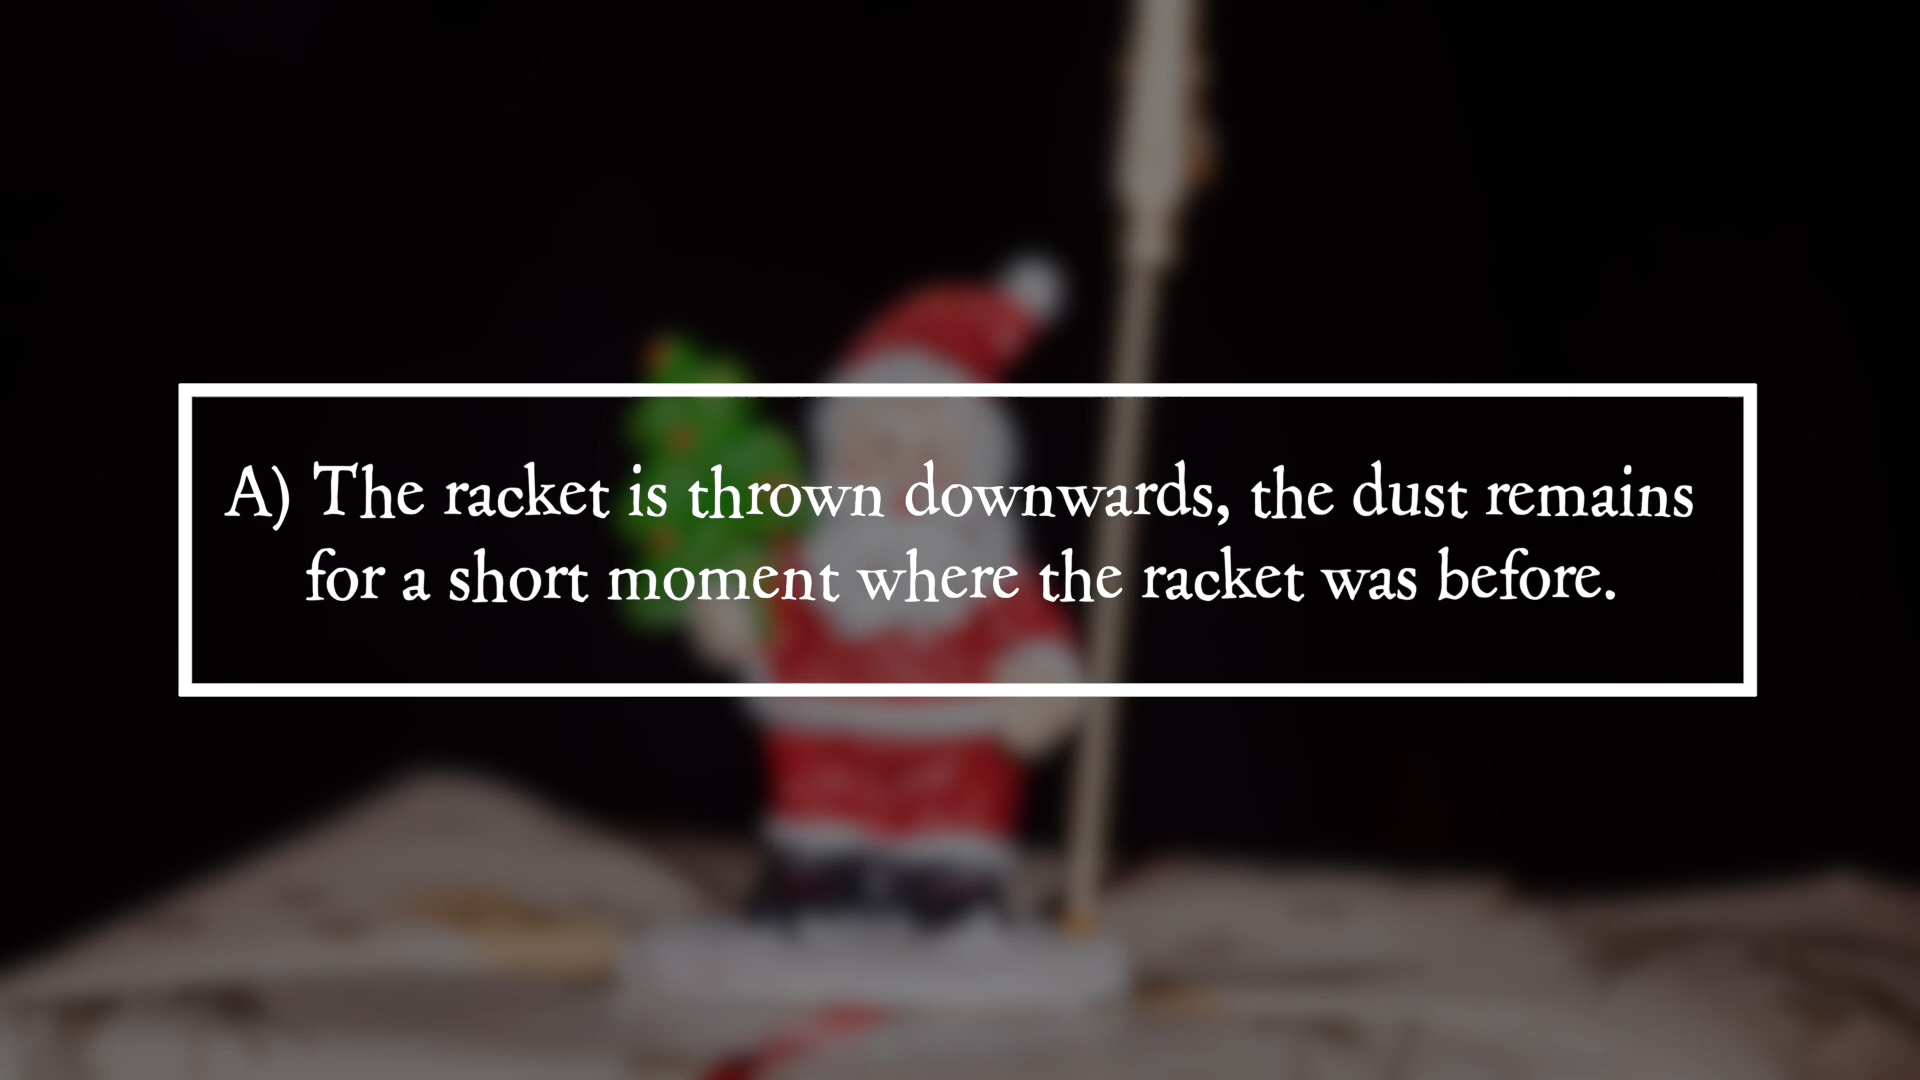 A) The racket is thrown downwards, the dust remains
for a short moment where the racket was before.